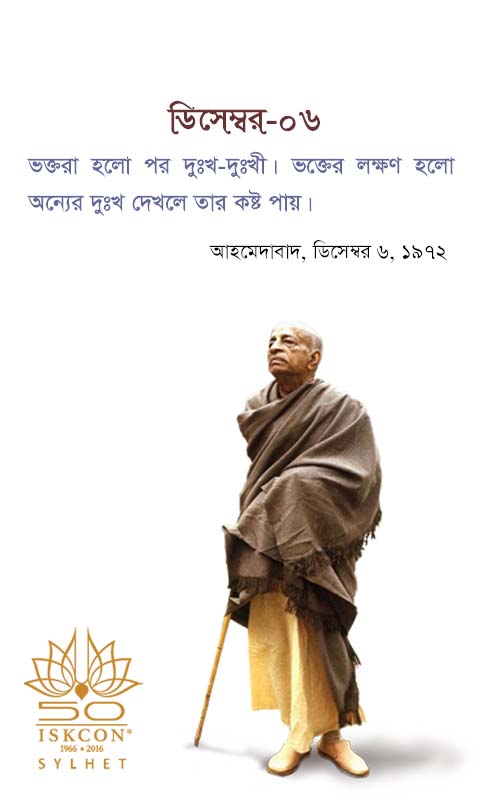 ডিসেম্বর-০৬
ভক্তরা হলো পর দুঃখ-দুঃখী। ভক্তের লক্ষণ হলো
অন্যের দুঃখ দেখলে তার কষ্ট পায়।
আহমেদাবাদ, ডিসেম্বর ৬, ১৯৭২
50
ISKCON®
1966 • 2016
SYLHET